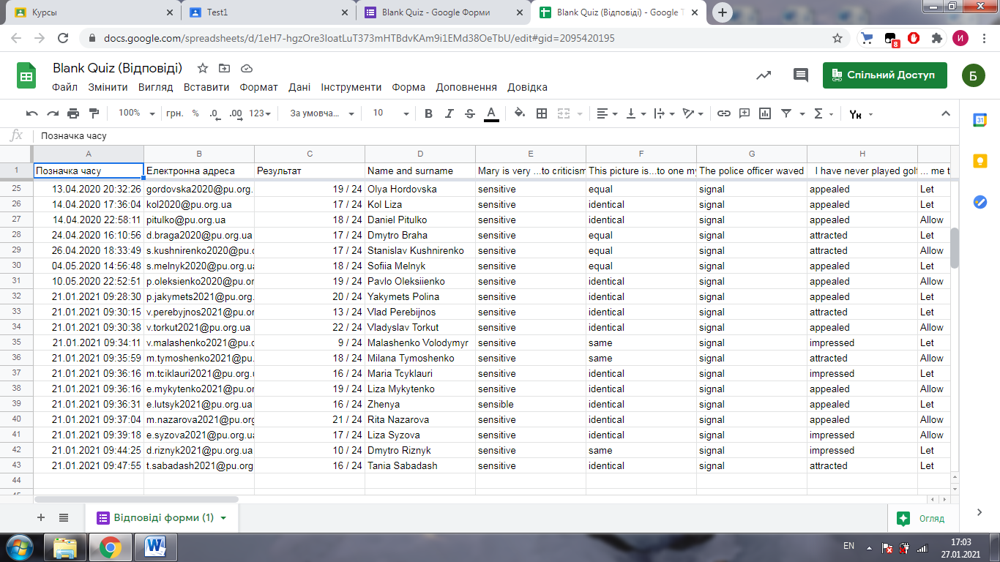 Курсы
Test1
Blank Quiz - Google Форми
Blank Quiz (Відповіді) - Google Т
docs.google.com/spreadsheets/d/1eH7-hgzOre3IoatLuT373mHTBdvKAm9i1EMd38OeTbU/edit#gid=2095420195
8
И
Blank Quiz (Відповіді)
Файл Змінити Вигляд Вставити Формат Дані Інструменти Форма Доповнення Довідка
Спільний Доступ
Б
100% грн. % .0 .00 123 За умовча... 10 B I S A Σ Үк
31
fx Позначка часу
A B C D E F G H
1 Позначка часу Електронна адреса Результат Name and surname Mary is very ...to criticism This picture is...to one my The police officer waved I have never played golf ... me t
25 13.04.2020 20:32:26 gordovska2020@pu.org. 19 / 24 Olya Hordovska sensitive equal signal appealed Let
26 14.04.2020 17:36:04 kol2020@pu.org.ua 17 / 24 Kol Liza sensitive identical signal appealed Let
27 14.04.2020 22:58:11 pitulko@pu.org.ua 18 / 24 Daniel Pitulko sensitive identical signal appealed Allow
28 24.04.2020 16:10:56 d.braga2020@pu.org.ua 17 / 24 Dmytro Braha sensitive equal signal attracted Let
29 26.04.2020 18:33:49 s.kushnirenko2020@pu.o 17 / 24 Stanislav Kushnirenko sensitive equal signal attracted Allow
30 04.05.2020 14:56:48 s.melnyk2020@pu.org.ua 18 / 24 Sofiia Melnyk sensitive equal signal appealed Let
31 10.05.2020 22:52:51 p.oleksienko2020@pu.or 19 / 24 Pavlo Oleksiienko sensitive identical signal appealed Allow
32 21.01.2021 09:28:30 p.jakymets2021@pu.org. 20 / 24 Yakymets Polina sensitive identical signal appealed Let
33 21.01.2021 09:30:15 v.perebyjnos2021@pu.or 13 / 24 Vlad Perebijnos sensitive identical signal attracted Let
34 21.01.2021 09:30:38 v.torkut2021@pu.org.ua 22 / 24 Vladyslav Torkut sensitive identical signal appealed Allow
35 21.01.2021 09:34:11 v.malashenko2021@pu.o 9 / 24 Malashenko Volodymyr sensitive same signal impressed Let
36 21.01.2021 09:35:59 m.tymoshenko2021@pu. 18 / 24 Milana Tymoshenko sensitive same signal attracted Allow
37 21.01.2021 09:36:16 m.tciklauri2021@pu.org.u 16 / 24 Maria Tcyklauri sensitive identical signal impressed Let
38 21.01.2021 09:36:16 e.mykytenko2021@pu.or 19 / 24 Liza Mykytenko sensitive identical signal appealed Allow
39 21.01.2021 09:36:31 e.lutsyk2021@pu.org.ua 16 / 24 Zhenya sensible identical signal appealed Let
40 21.01.2021 09:37:04 m.nazarova2021@pu.org 21 / 24 Rita Nazarova sensitive identical signal appealed Allow
41 21.01.2021 09:39:18 e.syzova2021@pu.org.ua 17 / 24 Liza Syzova sensitive identical signal impressed Allow
42 21.01.2021 09:44:25 d.riznyk2021@pu.org.ua 10 / 24 Dmytro Riznyk sensitive same signal impressed Let
43 21.01.2021 09:47:55 t.sabadash2021@pu.org 16 / 24 Tania Sabadash sensitive identical signal attracted Let
44
Відповіді форми (1)
Огляд
EN
17:03
27.01.2021